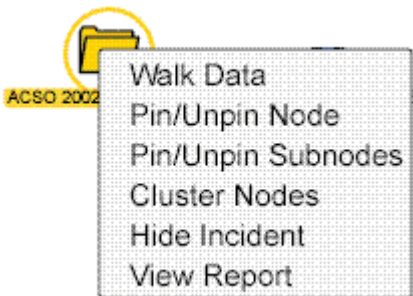 ACSO 2002
Walk Data
Pin/Unpin Node
Pin/Unpin Subnodes
Cluster Nodes
Hide Incident
View Report